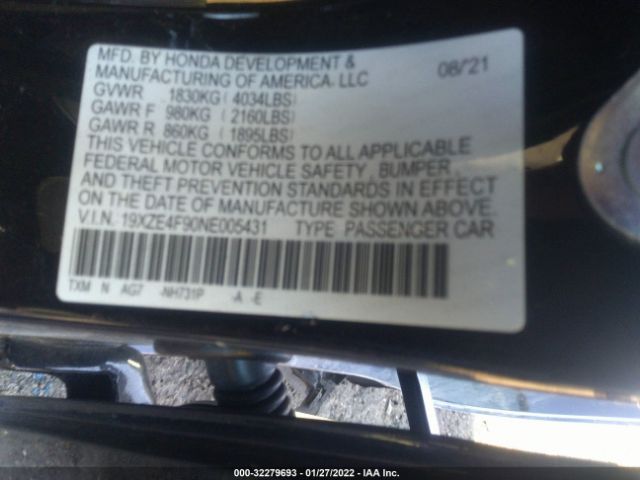 MFD. BY HONDA DEVELOPMENT & 08/21
MANUFACTURING OF AMERICA, LLC
GVWR 1830KG ( 4034LBS)
GAWR F 980KG ( 2160LBS)
GAWR R 860KG ( 1895LBS)
THIS VEHICLE CONFORMS TO ALL APPLICABLE
FEDERAL MOTOR VEHICLE SAFETY, BUMPER,
AND THEFT PREVENTION STANDARDS IN EFFECT
ON THE DATE OF MANUFACTURE SHOWN ABOVE.
V.I.N. 19XZE4F90NE005431 TYPE PASSENGER CAR
TXM N AG7 -NH731P -A -E
000-32279693 - 01/27/2022 - IAA Inc.